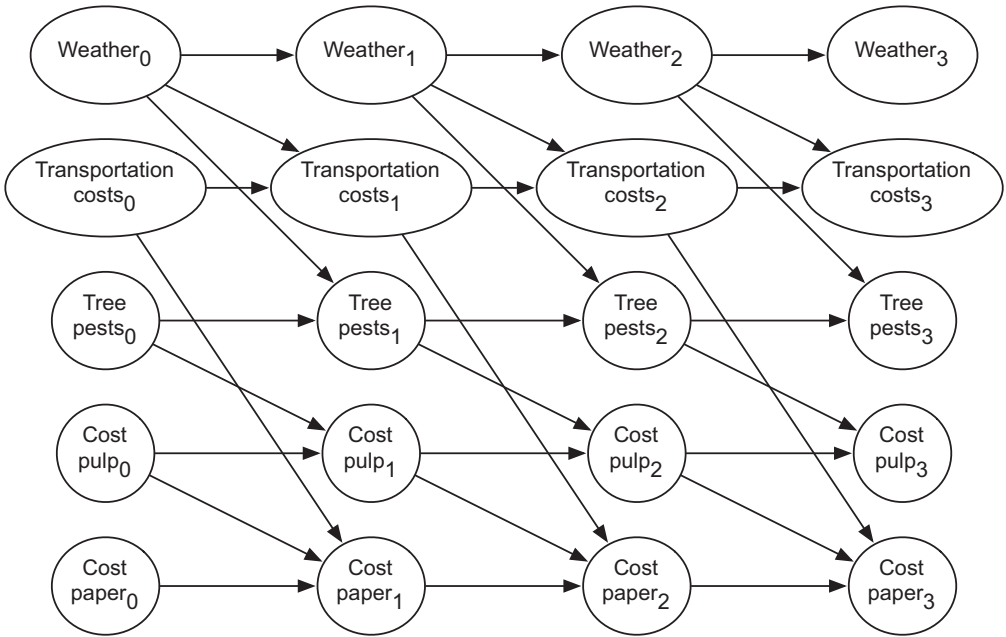 Weather0
Weather1
Weather2
Weather3
Transportation
costs0
Transportation
costs1
Transportation
costs2
Transportation
costs3
Tree
pests0
Tree
pests1
Tree
pests2
Tree
pests3
Cost
pulp0
Cost
pulp1
Cost
pulp2
Cost
pulp3
Cost
paper0
Cost
paper1
Cost
paper2
Cost
paper3